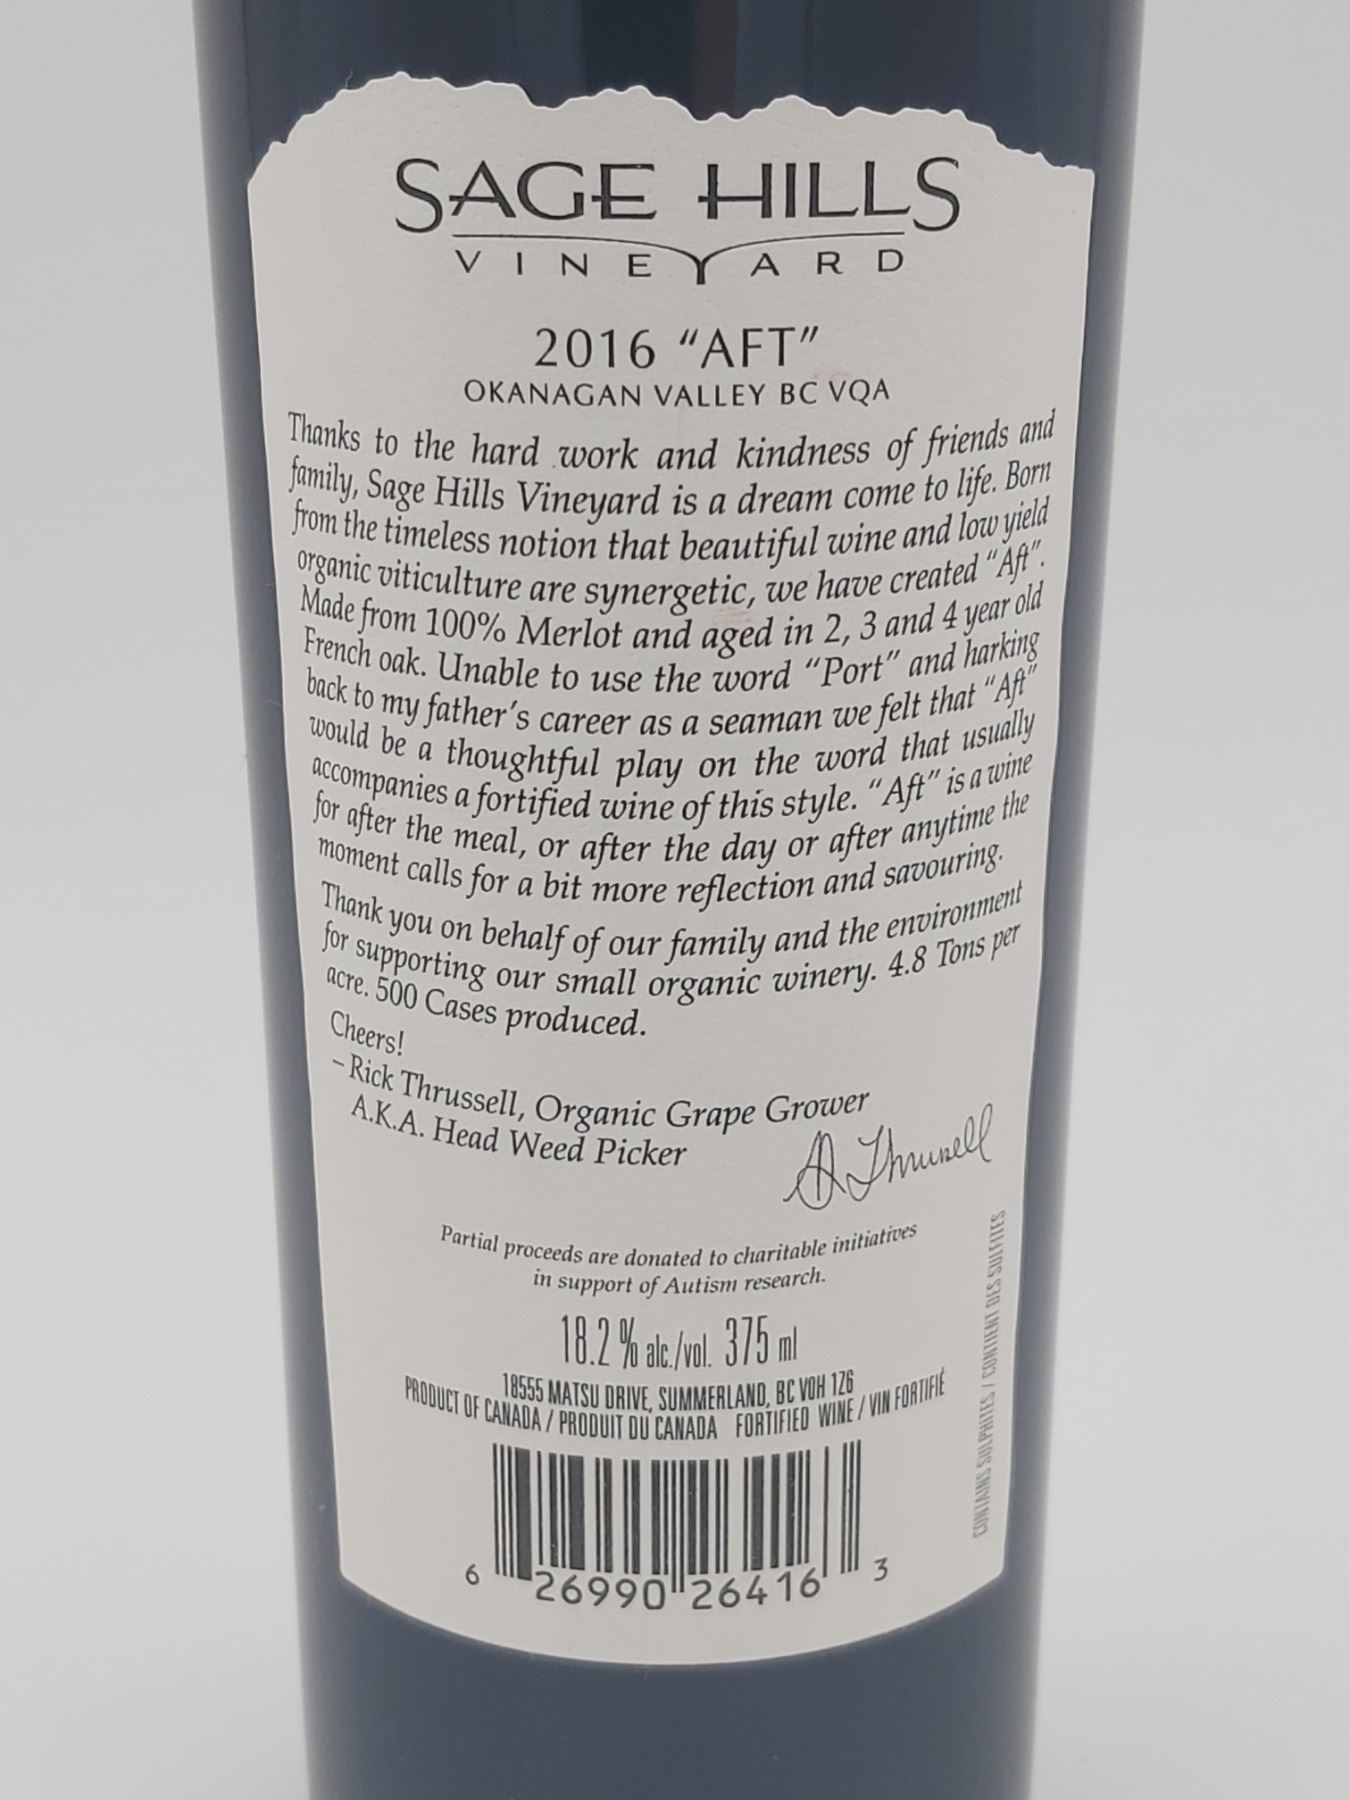 SAGE HILLS
VINEYARD
2016 “AFT”
OKANAGAN VALLEY BC VQA
Thanks to the hard work and kindness of friends and
family, Sage Hills Vineyard is a dream come to life. Born
from the timeless notion that beautiful wine and low yield
organic viticulture are synergetic, we have created “Aft”.
Made from 100% Merlot and aged in 2, 3 and 4 year old
French oak. Unable to use the word “Port” and harking
back to my father’s career as a seaman we felt that “Aft”
would be a thoughtful play on the word that usually
accompanies a fortified wine of this style. “Aft” is a wine
for after the meal, or after the day or after anytime the
moment calls for a bit more reflection and savouring.
Thank you on behalf of our family and the environment
for supporting our small organic winery. 4.8 Tons per
acre. 500 Cases produced.
Cheers!
– Rick Thrussell, Organic Grape Grower
A.K.A. Head Weed Picker
Partial proceeds are donated to charitable initiatives
in support of Autism research.
18.2 % alc./vol. 375 ml
18555 MATSU DRIVE, SUMMERLAND, BC V0H 1Z6
PRODUCT OF CANADA / PRODUIT DU CANADA FORTIFIED WINE / VIN FORTIFIÉ
CONTAINS SULPHITES / CONTIENT DES SULFITES
6 26990 26416 3